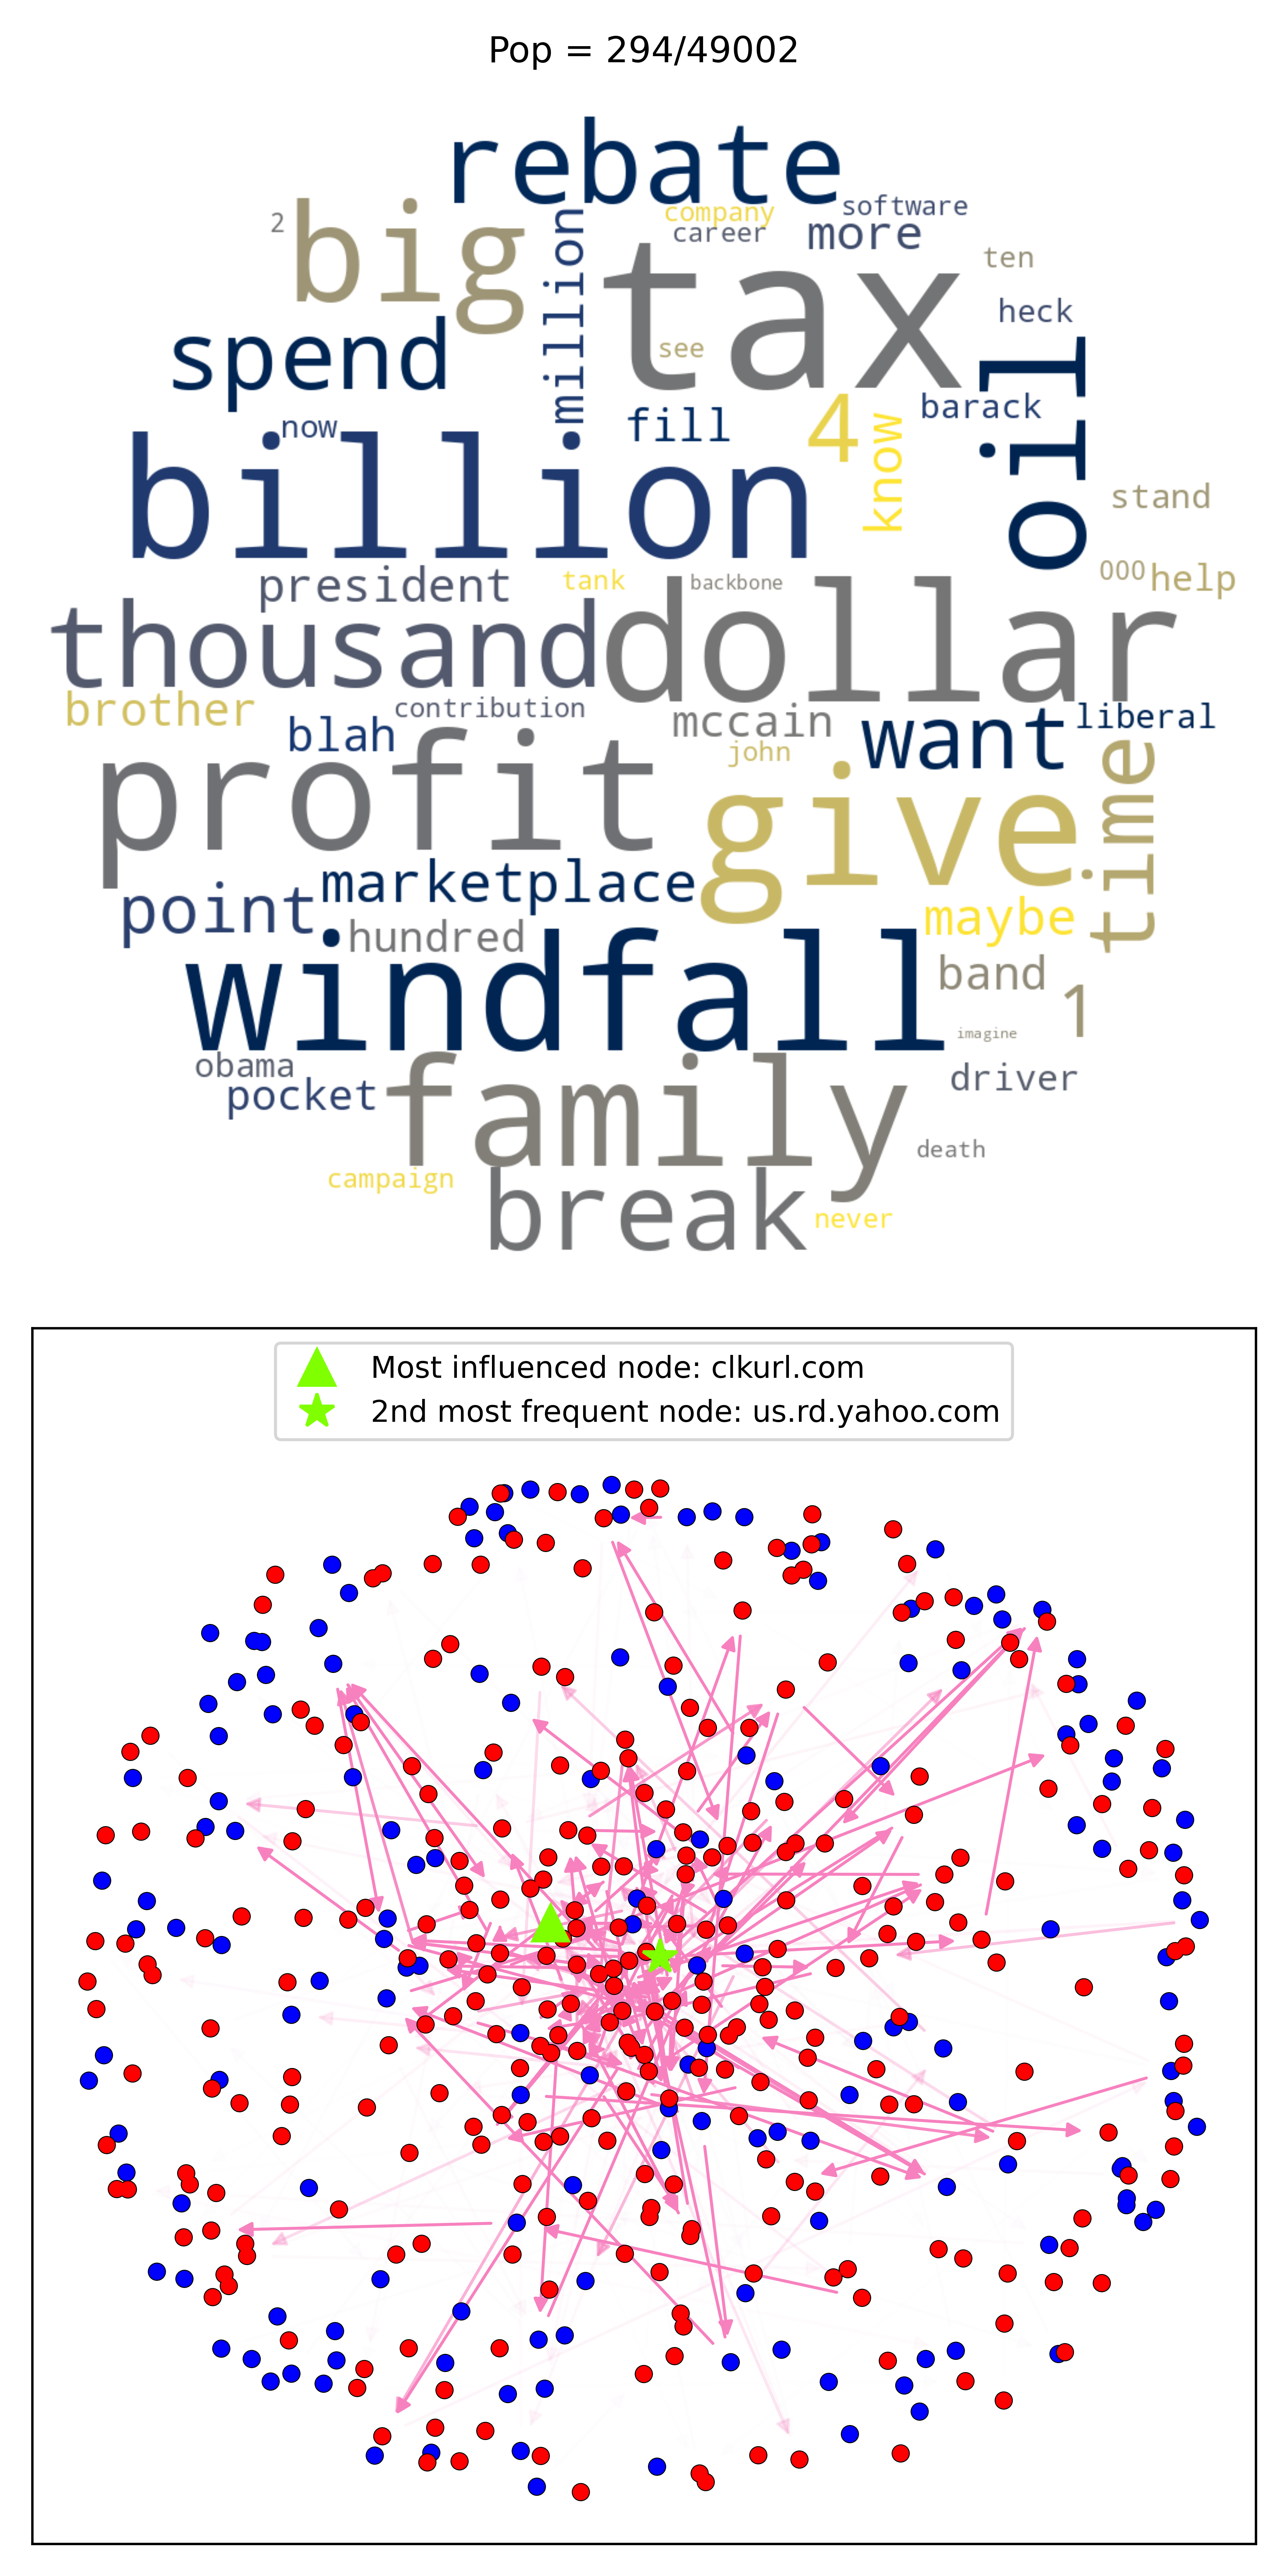 Pop = 294/49002
rebate
company
software
2
big
million
career
more
tax
ten
heck
spend
see
oil
now
fill
4
know
barack
billion
stand
president
tank
backbone
000
help
thousand
dollar
brother
blah
contribution
mccain
want
liberal
john
profit
give
time
point
marketplace
maybe
hundred
windfall
band
1
imagine
obama
pocket
family
driver
death
campaign
break
never
Most influenced node: clkurl.com
2nd most frequent node: us.rd.yahoo.com